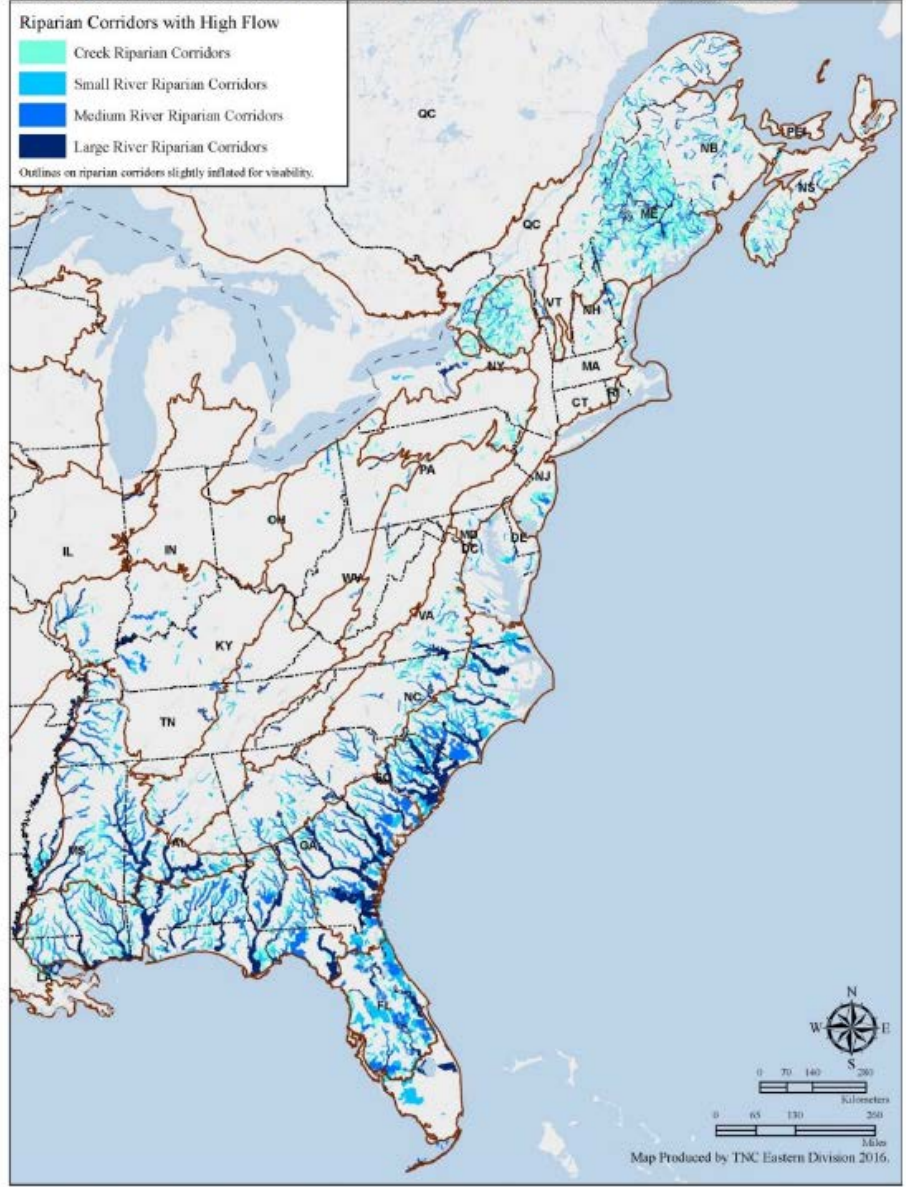 Riparian Corridors with High Flow
Creek Riparian Corridors
Small River Riparian Corridors
Medium River Riparian Corridors
Large River Riparian Corridors
Outlines on riparian corridors slightly inflated for visability.
QC
PEI
NB
NS
QC
ME
VT
NH
NY
MA
CT
RI
PA
NJ
OH
MD
DE
DC
IL
IN
WV
VA
KY
NC
TN
SC
MS
AL
GA
LA
FL
N
W
E
S
0 70 140 280
Kilometers
0 65 130 260
Miles
Map Produced by TNC Eastern Division 2016.